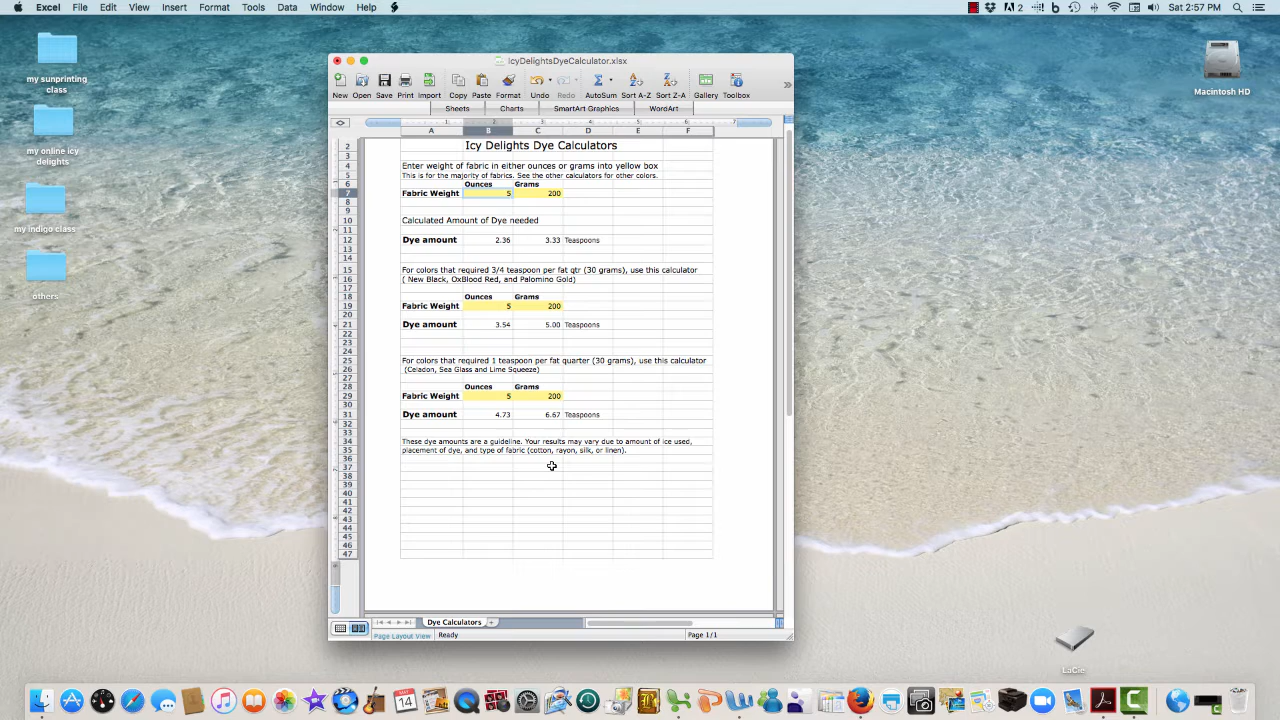 Excel File Edit View Insert Format Tools Data Window Help
Sat 2:57 PM
my sunprinting class
my online icy delights
my indigo class
others
Macintosh HD
LaCie
IcyDelightsDyeCalculator.xlsx
New Open Save Print Import Copy Paste Format Undo Redo AutoSum Sort A-Z Sort Z-A Gallery Toolbox
Sheets Charts SmartArt Graphics WordArt
A B C D E F
Icy Delights Dye Calculators
Enter weight of fabric in either ounces or grams into yellow box
This is for the majority of fabrics. See the other calculators for other colors.
Ounces Grams
Fabric Weight 5 200
Calculated Amount of Dye needed
Dye amount 2.36 3.33 Teaspoons
For colors that required 3/4 teaspoon per fat qtr (30 grams), use this calculator
( New Black, OxBlood Red, and Palomino Gold)
Ounces Grams
Fabric Weight 5 200
Dye amount 3.54 5.00 Teaspoons
For colors that required 1 teaspoon per fat quarter (30 grams), use this calculator
(Celadon, Sea Glass and Lime Squeeze)
Ounces Grams
Fabric Weight 5 200
Dye amount 4.73 6.67 Teaspoons
These dye amounts are a guideline. Your results may vary due to amount of ice used,
placement of dye, and type of fabric (cotton, rayon, silk, or linen).
Dye Calculators
Page Layout View Ready Page 1/1